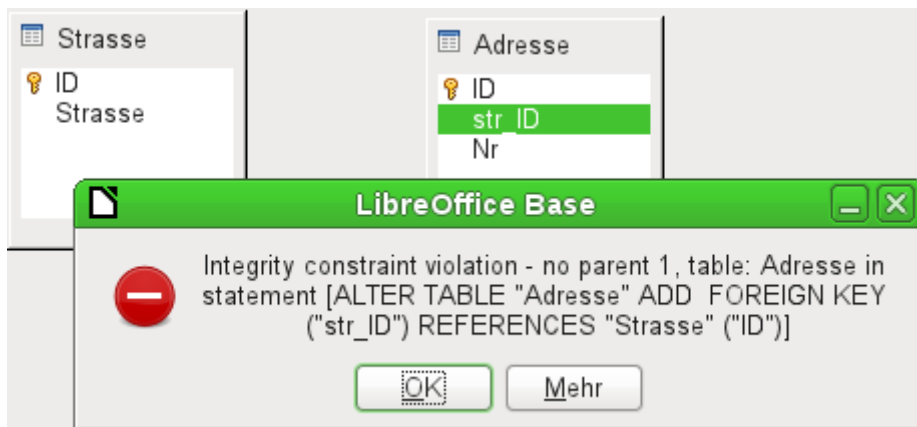 Strasse
ID
Strasse
Adresse
ID
str_ID
Nr
LibreOffice Base
Integrity constraint violation - no parent 1, table: Adresse in
statement [ALTER TABLE "Adresse" ADD  FOREIGN KEY
("str_ID") REFERENCES "Strasse" ("ID")]
OK
Mehr